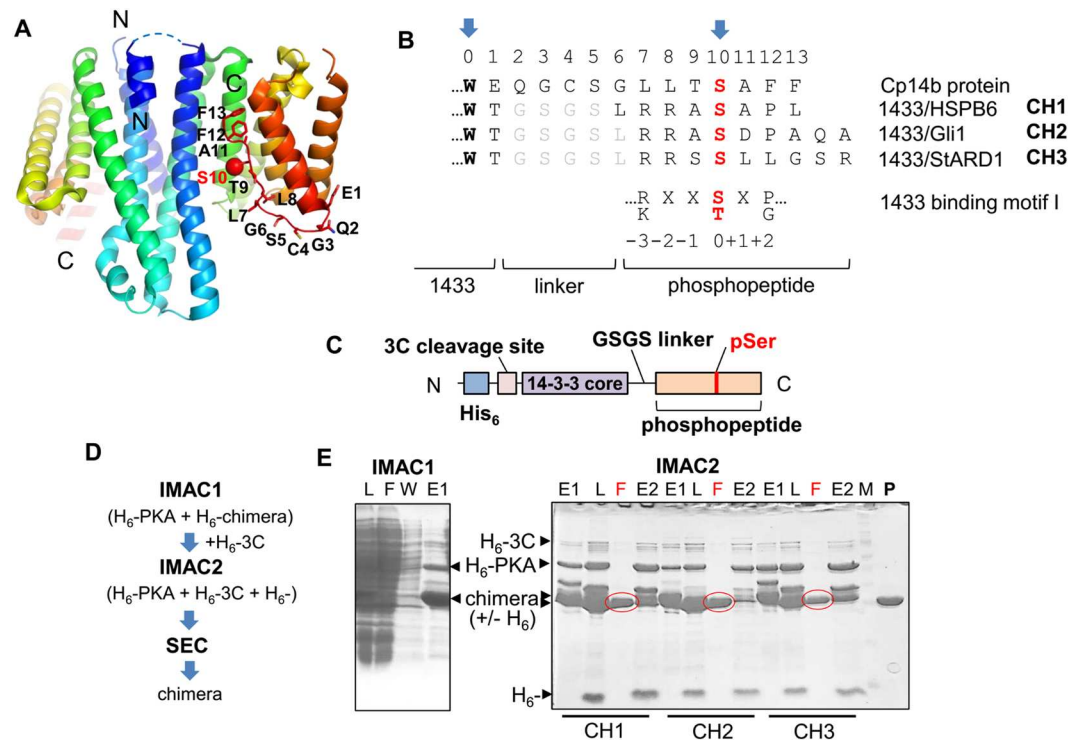 A
N
N
C
C
F13
F12
A11
S10
T9
L8
L7
G6
S5
C4
G3
Q2
E1
B
0 1 2 3 4 5 6 7 8 9 10 11 12 13
...W E Q G C S G L L T S A F F Cp14b protein
...W T G S G S L R R A S A P L 1433/HSPB6 CH1
...W T G S G S L R R A S D P A Q A 1433/Gli1 CH2
...W T G S G S L R R S S L L G S R 1433/StARD1 CH3
...R X X S X P... 1433 binding motif I
K T G
-3-2-1 0+1+2
1433 linker phosphopeptide
C
3C cleavage site GSGS linker pSer
N 14-3-3 core C
His6
phosphopeptide
D
IMAC1
(H6-PKA + H6-chimera)
+H6-3C
IMAC2
(H6-PKA + H6-3C + H6-)
SEC
chimera
E
IMAC1 IMAC2
L F W E1 E1 L F E2 E1 L F E2 E1 L F E2 M P
H6-3C
H6-PKA
chimera
(+/- H6)
H6-
CH1 CH2 CH3